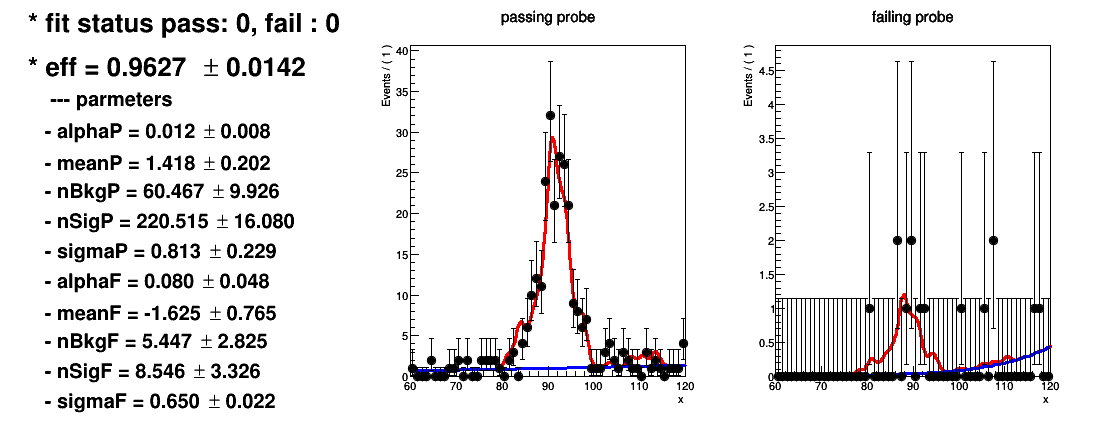 * fit status pass: 0, fail : 0
* eff = 0.9627 ± 0.0142
--- parmeters
- alphaP = 0.012 ± 0.008
- meanP = 1.418 ± 0.202
- nBkgP = 60.467 ± 9.926
- nSigP = 220.515 ± 16.080
- sigmaP = 0.813 ± 0.229
- alphaF = 0.080 ± 0.048
- meanF = -1.625 ± 0.765
- nBkgF = 5.447 ± 2.825
- nSigF = 8.546 ± 3.326
- sigmaF = 0.650 ± 0.022
passing probe
Events / ( 1 )
40
35
30
25
20
15
10
5
0
60 70 80 90 100 110 120
x
failing probe
Events / ( 1 )
4.5
4
3.5
3
2.5
2
1.5
1
0.5
0
60 70 80 90 100 110 120
x